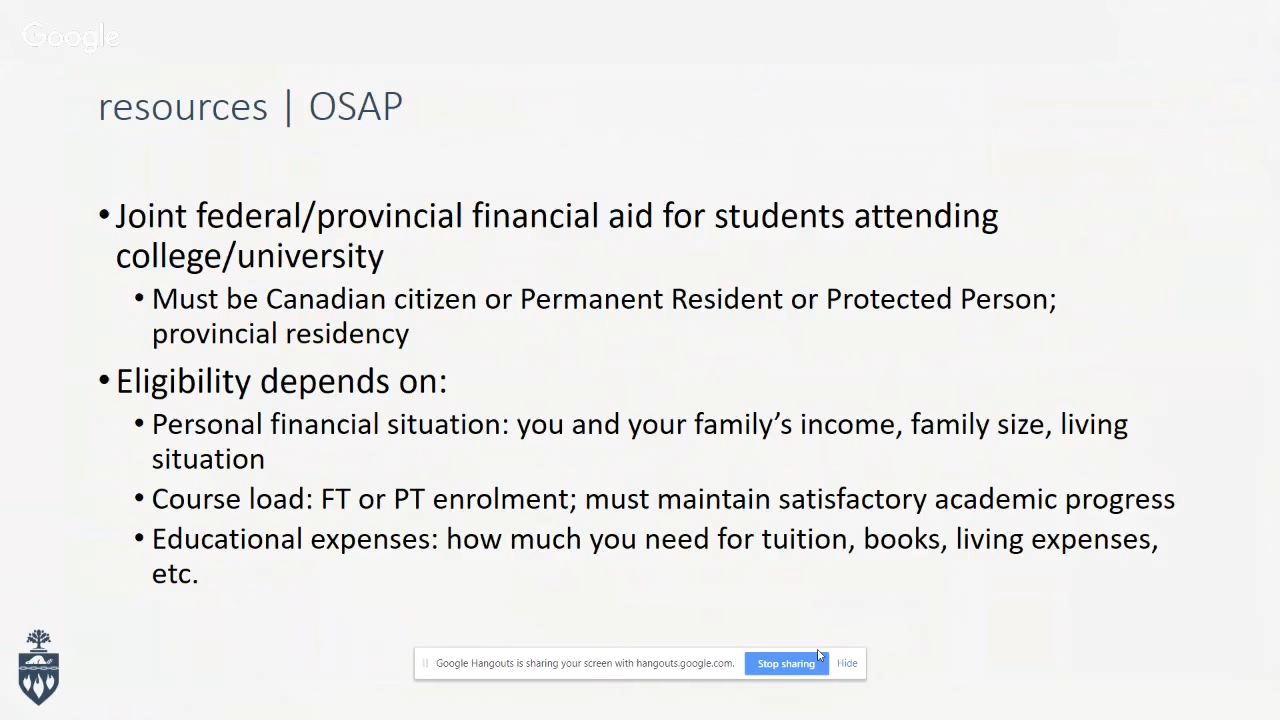 Google
resources | OSAP
• Joint federal/provincial financial aid for students attending
college/university
• Must be Canadian citizen or Permanent Resident or Protected Person;
provincial residency
• Eligibility depends on:
• Personal financial situation: you and your family’s income, family size, living
situation
• Course load: FT or PT enrolment; must maintain satisfactory academic progress
• Educational expenses: how much you need for tuition, books, living expenses,
etc.
Google Hangouts is sharing your screen with hangouts.google.com. Stop sharing Hide